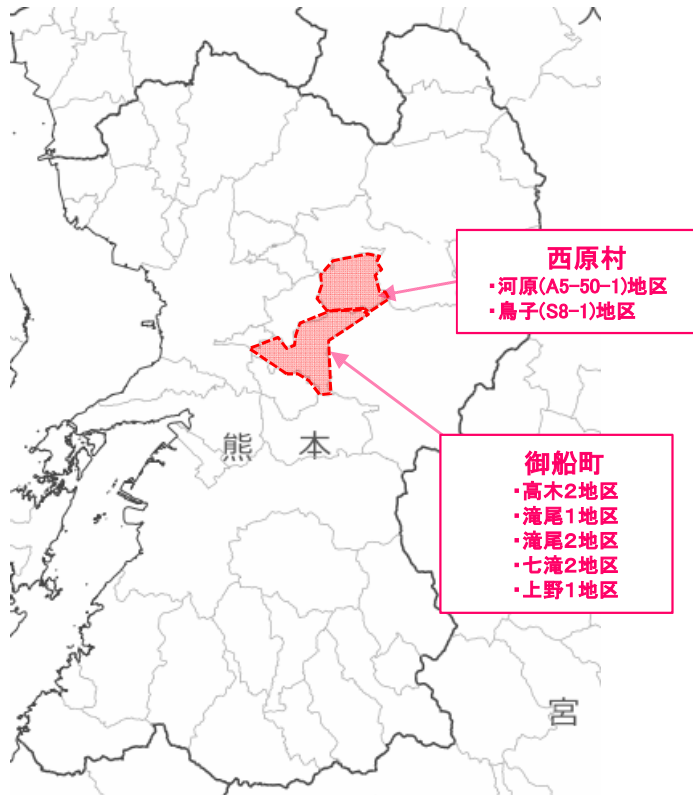 西原村
・河原(A5-50-1)地区
・鳥子(S8-1)地区
熊 本
御船町
・高木2地区
・滝尾1地区
・滝尾2地区
・七滝2地区
・上野1地区
宮